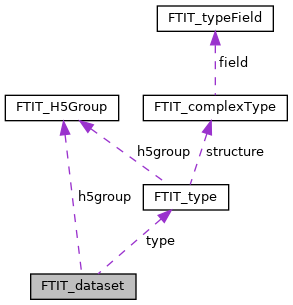 FTIT_typeField
field
FTIT_H5Group
FTIT_complexType
h5group
structure
h5group
FTIT_type
type
FTIT_dataset